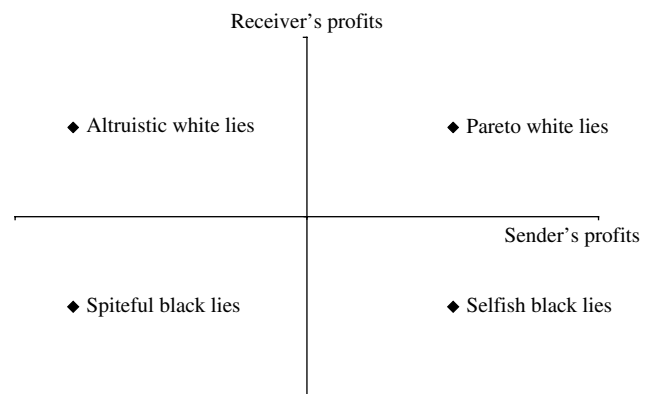 Receiver's profits
Altruistic white lies
Pareto white lies
Sender's profits
Spiteful black lies
Selfish black lies